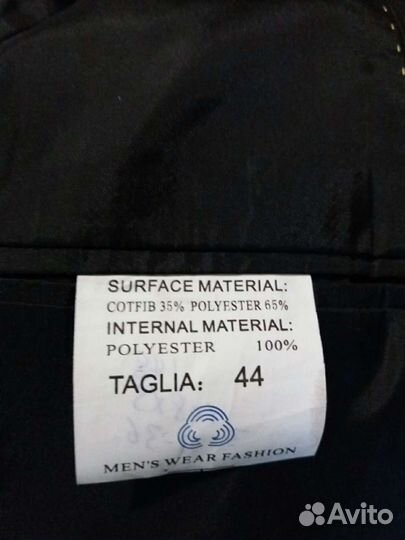 SURFACE MATERIAL:
COTFIB 35% POLYESTER 65%
INTERNAL MATERIAL:
POLYESTER 100%
TAGLIA: 44
MEN'S WEAR FASHION
Avito